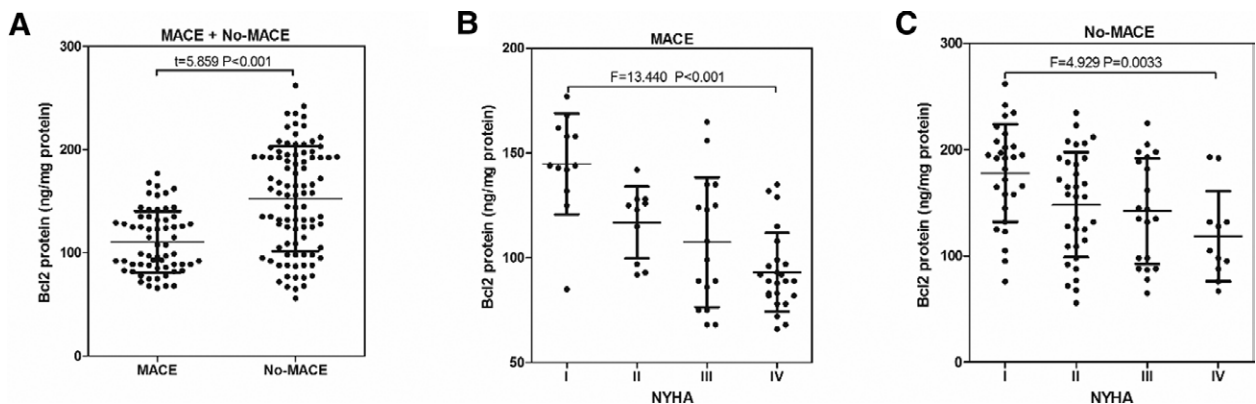 A
MACE + No-MACE
t=5.859 P<0.001
Bcl2 protein (ng/mg protein)
300
200
100
0
MACE No-MACE
B
MACE
F=13.440 P<0.001
Bcl2 protein (ng/mg protein)
200
150
100
50
I II III IV
NYHA
C
No-MACE
F=4.929 P=0.0033
Bcl2 protein (ng/mg protein)
300
200
100
0
I II III IV
NYHA